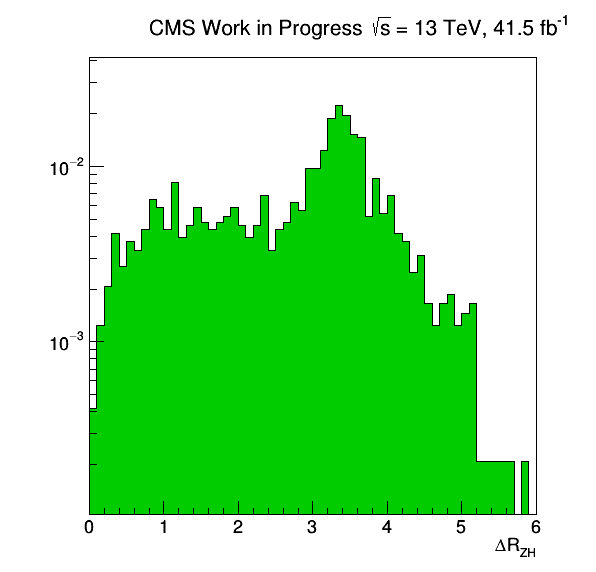 CMS Work in Progress √s = 13 TeV, 41.5 fb⁻¹
10⁻²
10⁻³
0 1 2 3 4 5 6
ΔR_ZH